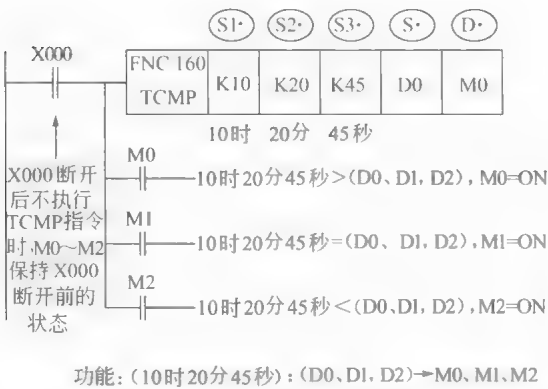 S1· S2· S3· S· D·
X000
FNC 160
TCMP K10 K20 K45 D0 M0
10时 20分 45秒
M0
10时20分45秒>(D0、D1, D2), M0=ON
X000断开
后不执行
TCMP指令
时,M0～M2
保持X000
断开前的
状态
M1
10时20分45秒=(D0、D1, D2), M1=ON
M2
10时20分45秒<(D0、D1, D2), M2=ON
功能:(10时20分45秒):(D0、D1, D2)→M0、M1、M2